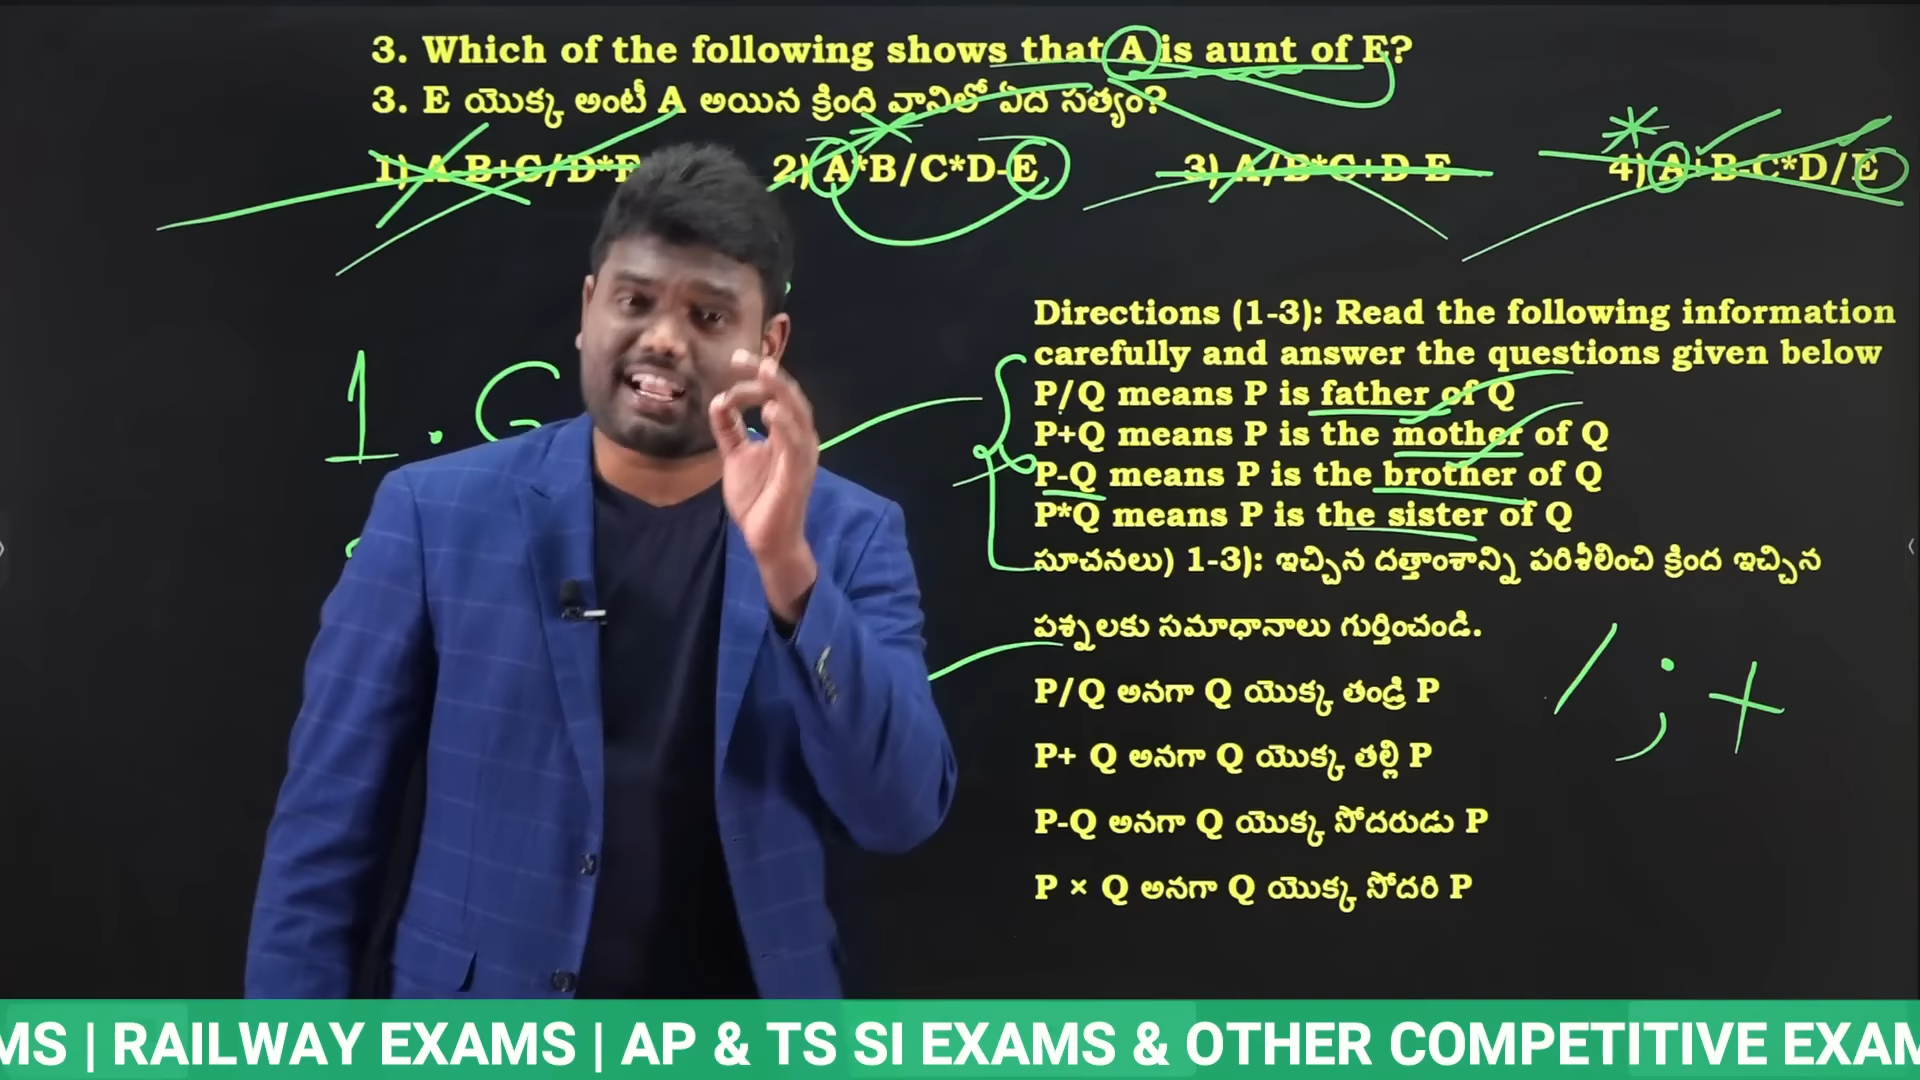 3. Which of the following shows that A is aunt of E?
3. E యొక్క అంటీ A అయిన క్రింది వానిలో ఏది సత్యం?
1) A-B+C/D*E 2) A*B/C*D-E 3) A/B*C+D-E 4) A+B-C*D/E
Directions (1-3): Read the following information
carefully and answer the questions given below
P/Q means P is father of Q
P+Q means P is the mother of Q
P-Q means P is the brother of Q
P*Q means P is the sister of Q
సూచనలు) 1-3): ఇచ్చిన దత్తాంశాన్ని పరిశీలించి క్రింద ఇచ్చిన
పశ్నలకు సమాధానాలు గుర్తించండి.
P/Q అనగా Q యొక్క తండ్రి P
P+ Q అనగా Q యొక్క తల్లి P
P-Q అనగా Q యొక్క సోదరుడు P
P × Q అనగా Q యొక్క సోదరి P
1.
/ ; +
MS | RAILWAY EXAMS | AP & TS SI EXAMS & OTHER COMPETITIVE EXAM